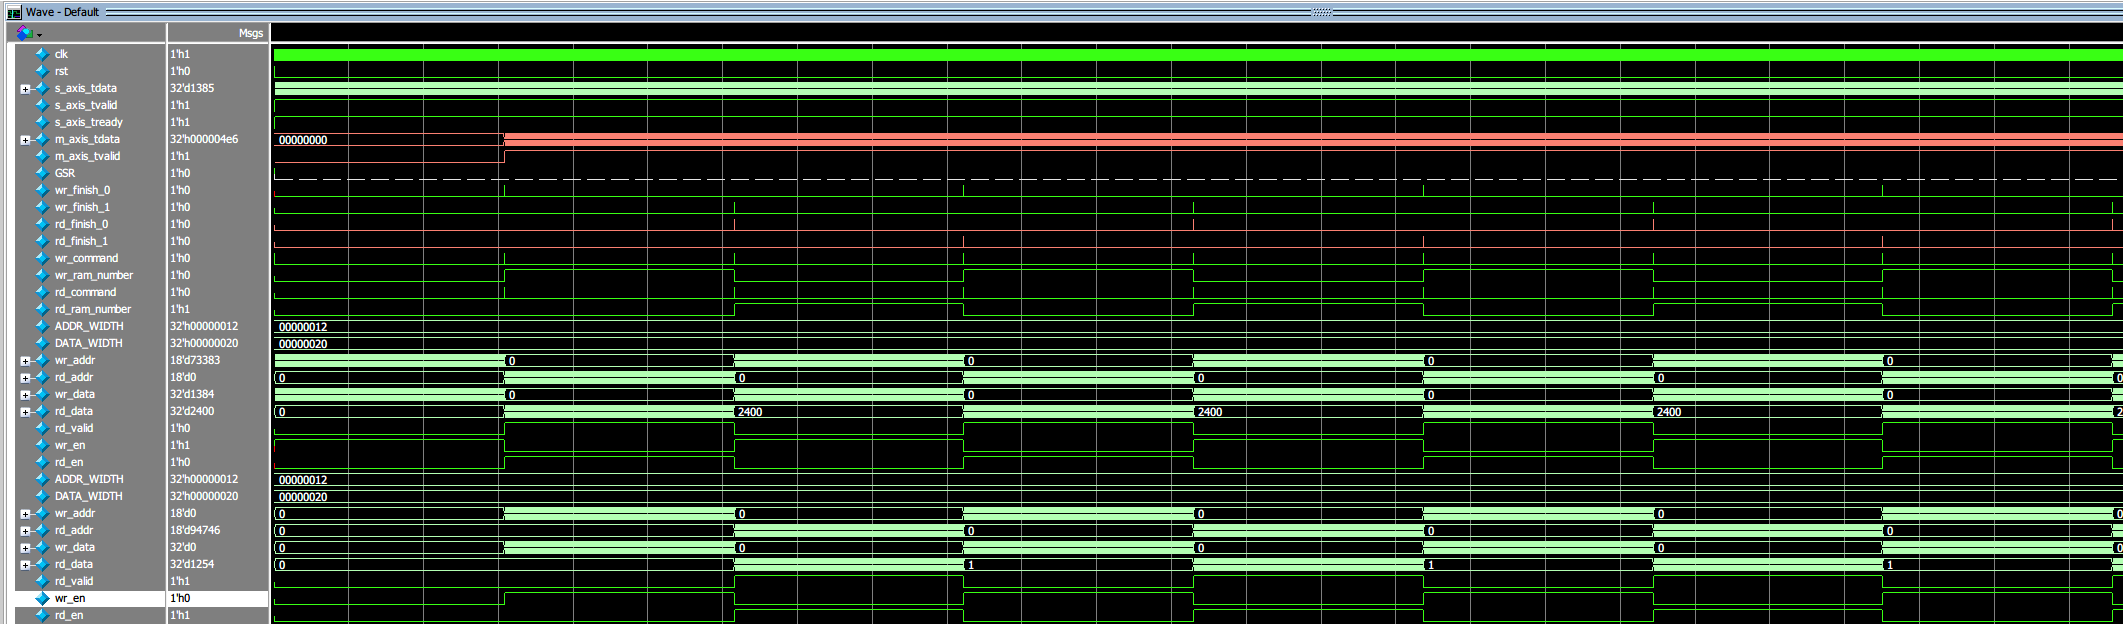 Wave - Default
Msgs
clk 1'h1
rst 1'h0
s_axis_tdata 32'd1385
s_axis_tvalid 1'h1
s_axis_tready 1'h1
m_axis_tdata 32'h000004e6 00000000
m_axis_tvalid 1'h1
GSR 1'h0
wr_finish_0 1'h0
wr_finish_1 1'h0
rd_finish_0 1'h0
rd_finish_1 1'h0
wr_command 1'h0
wr_ram_number 1'h0
rd_command 1'h0
rd_ram_number 1'h1
ADDR_WIDTH 32'h00000012 00000012
DATA_WIDTH 32'h00000020 00000020
wr_addr 18'd73383 0 0 0 0
rd_addr 18'd0 0 0 0 0 0
wr_data 32'd1384 0 0 0 0
rd_data 32'd2400 0 2400 2400 2400 2
rd_valid 1'h0
wr_en 1'h1
rd_en 1'h0
ADDR_WIDTH 32'h00000012 00000012
DATA_WIDTH 32'h00000020 00000020
wr_addr 18'd0 0 0 0 0 0
rd_addr 18'd94746 0 0 0 0
wr_data 32'd0 0 0 0 0 0
rd_data 32'd1254 0 1 1 1
rd_valid 1'h1
wr_en 1'h0
rd_en 1'h1